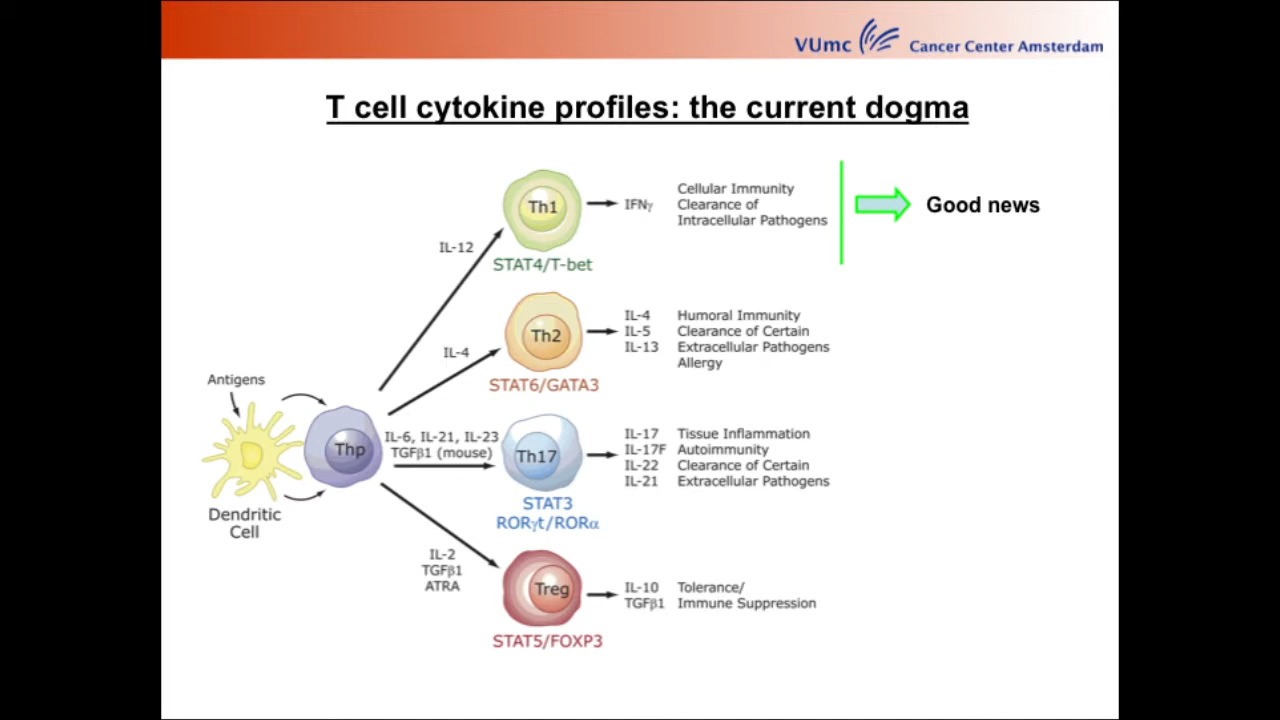 VUmc Cancer Center Amsterdam
T cell cytokine profiles: the current dogma
Th1
IFNγ
Cellular Immunity
Clearance of
Intracellular Pathogens
Good news
IL-12
STAT4/T-bet
Th2
IL-4 Humoral Immunity
IL-5 Clearance of Certain
IL-13 Extracellular Pathogens
Allergy
IL-4
STAT6/GATA3
Antigens
Dendritic
Cell
Thp
IL-6, IL-21, IL-23
TGFβ1 (mouse)
Th17
IL-17 Tissue Inflammation
IL-17F Autoimmunity
IL-22 Clearance of Certain
IL-21 Extracellular Pathogens
STAT3
RORγt/RORα
IL-2
TGFβ1
ATRA
Treg
IL-10 Tolerance/
TGFβ1 Immune Suppression
STAT5/FOXP3